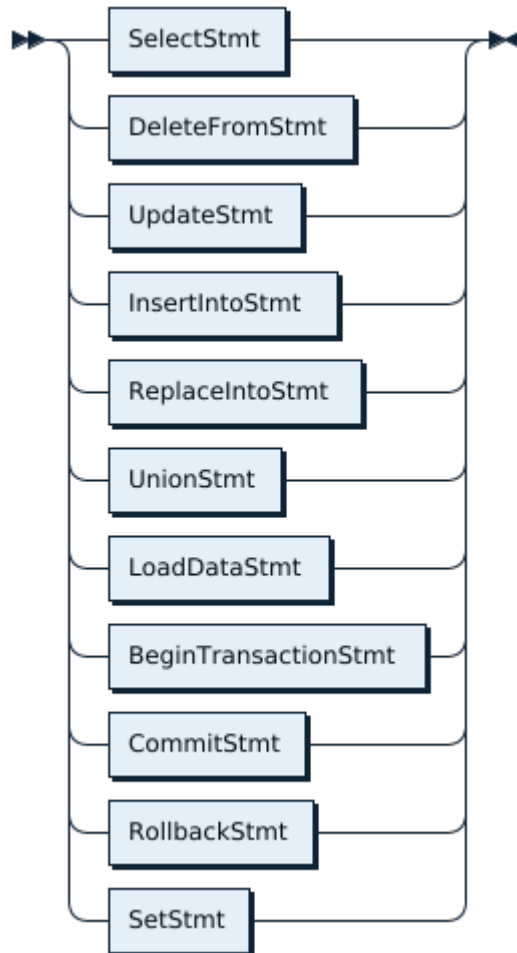 SelectStmt
DeleteFromStmt
UpdateStmt
InsertIntoStmt
ReplaceIntoStmt
UnionStmt
LoadDataStmt
BeginTransactionStmt
CommitStmt
RollbackStmt
SetStmt